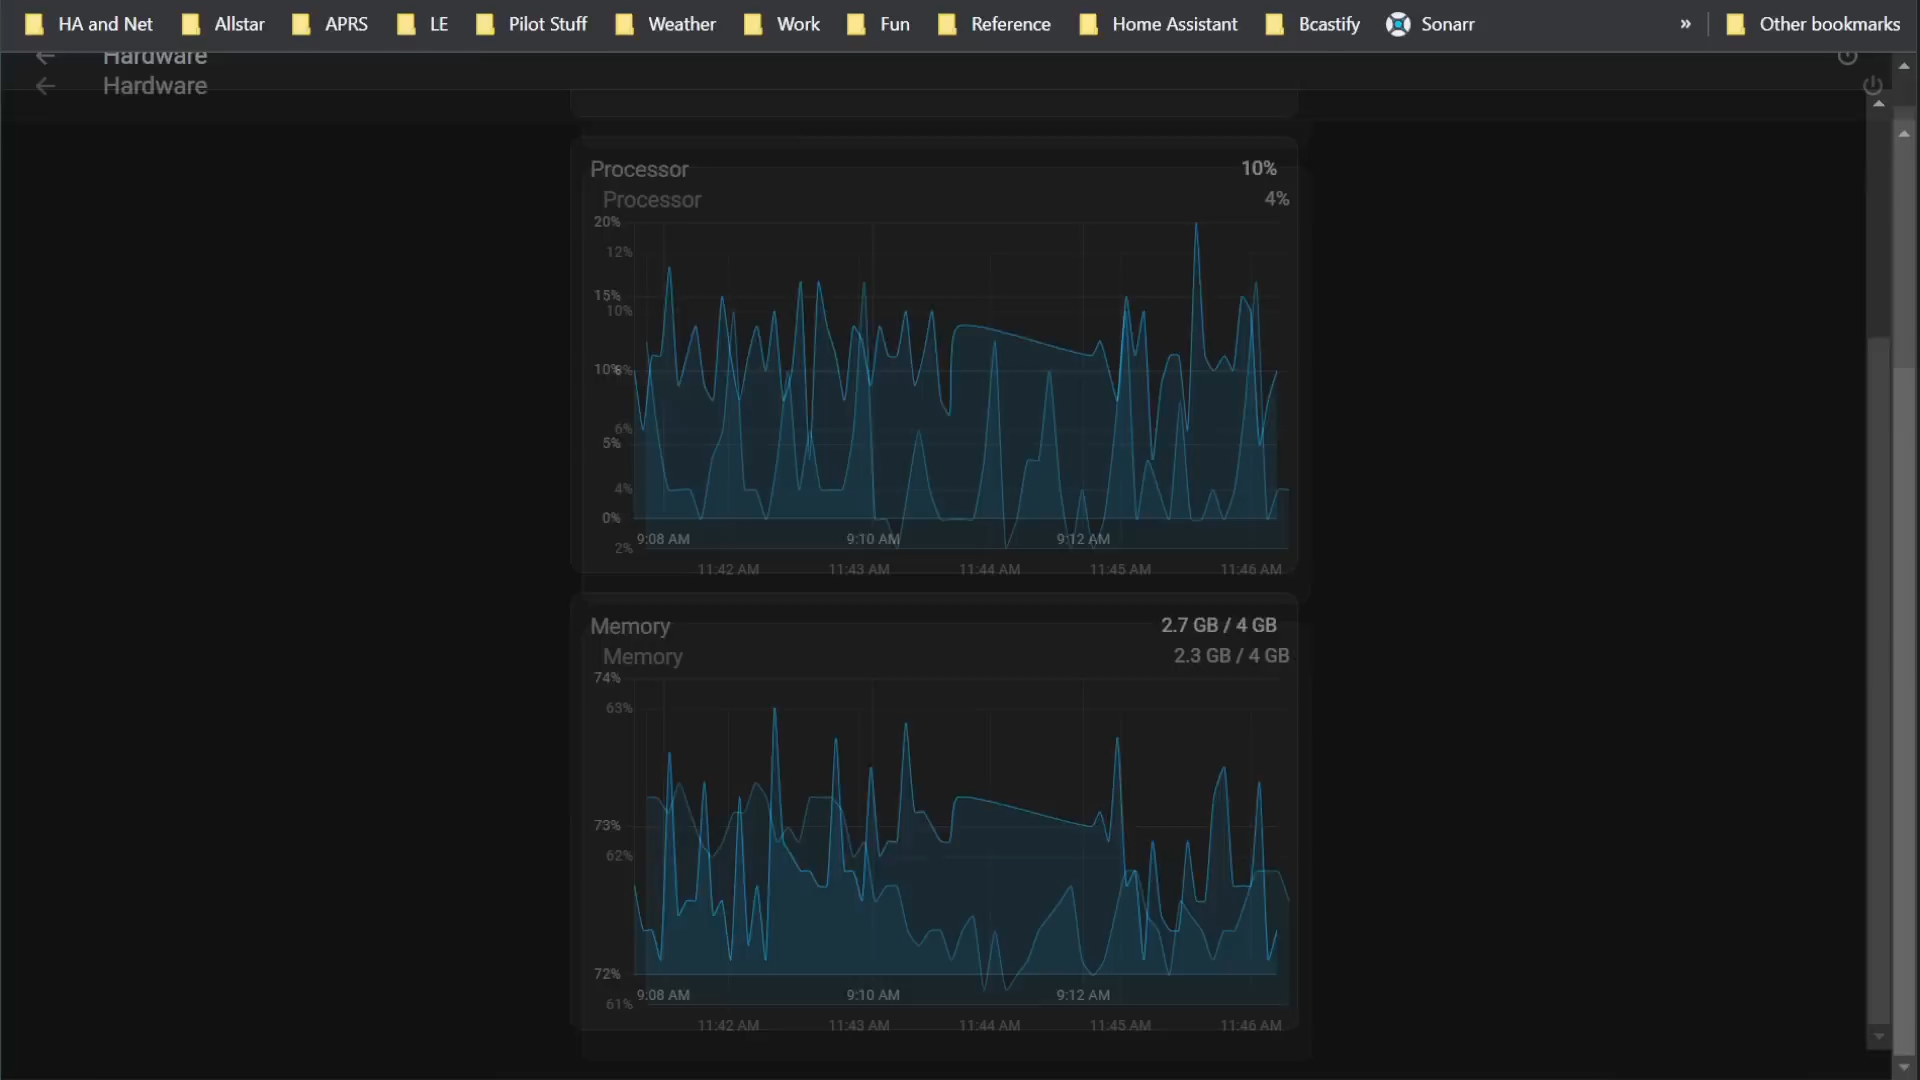 HA and Net Allstar APRS LE Pilot Stuff Weather Work Fun Reference Home Assistant Bcastify Sonarr » Other bookmarks
Hardware
Hardware
Processor 10%
Processor 4%
20%
12%
15%
10%
10%
8%
6%
5%
4%
0%
9:08 AM 9:10 AM 9:12 AM
2%
11:42 AM 11:43 AM 11:44 AM 11:45 AM 11:46 AM
Memory 2.7 GB / 4 GB
Memory 2.3 GB / 4 GB
74%
63%
73%
62%
72%
9:08 AM 9:10 AM 9:12 AM
61%
11:42 AM 11:43 AM 11:44 AM 11:45 AM 11:46 AM